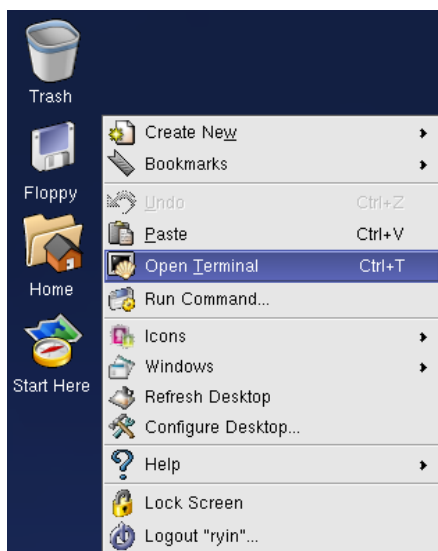 Trash
Floppy
Home
Start Here
Create New
Bookmarks
Undo Ctrl+Z
Paste Ctrl+V
Open Terminal Ctrl+T
Run Command...
Icons
Windows
Refresh Desktop
Configure Desktop...
Help
Lock Screen
Logout "ryin"...